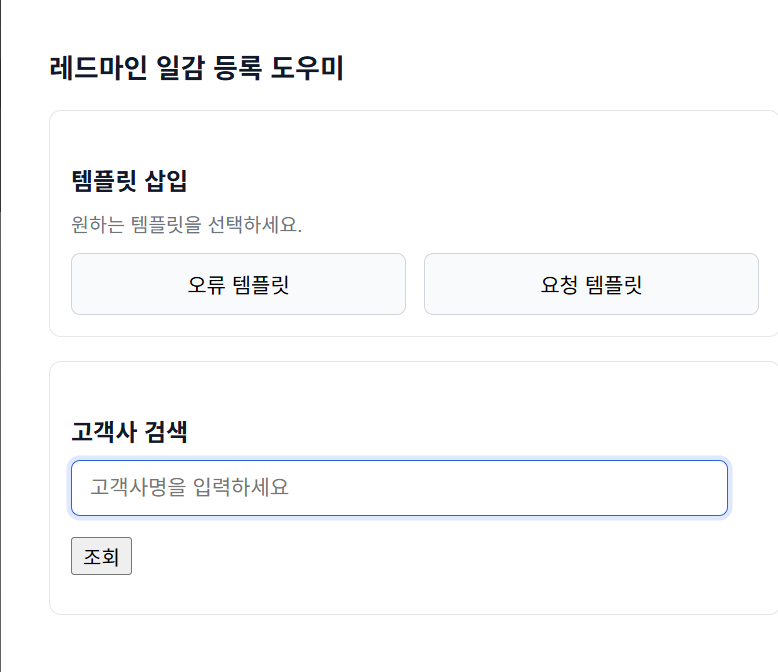 레드마인 일감 등록 도우미
템플릿 삽입
원하는 템플릿을 선택하세요.
오류 템플릿
요청 템플릿
고객사 검색
고객사명을 입력하세요
조회